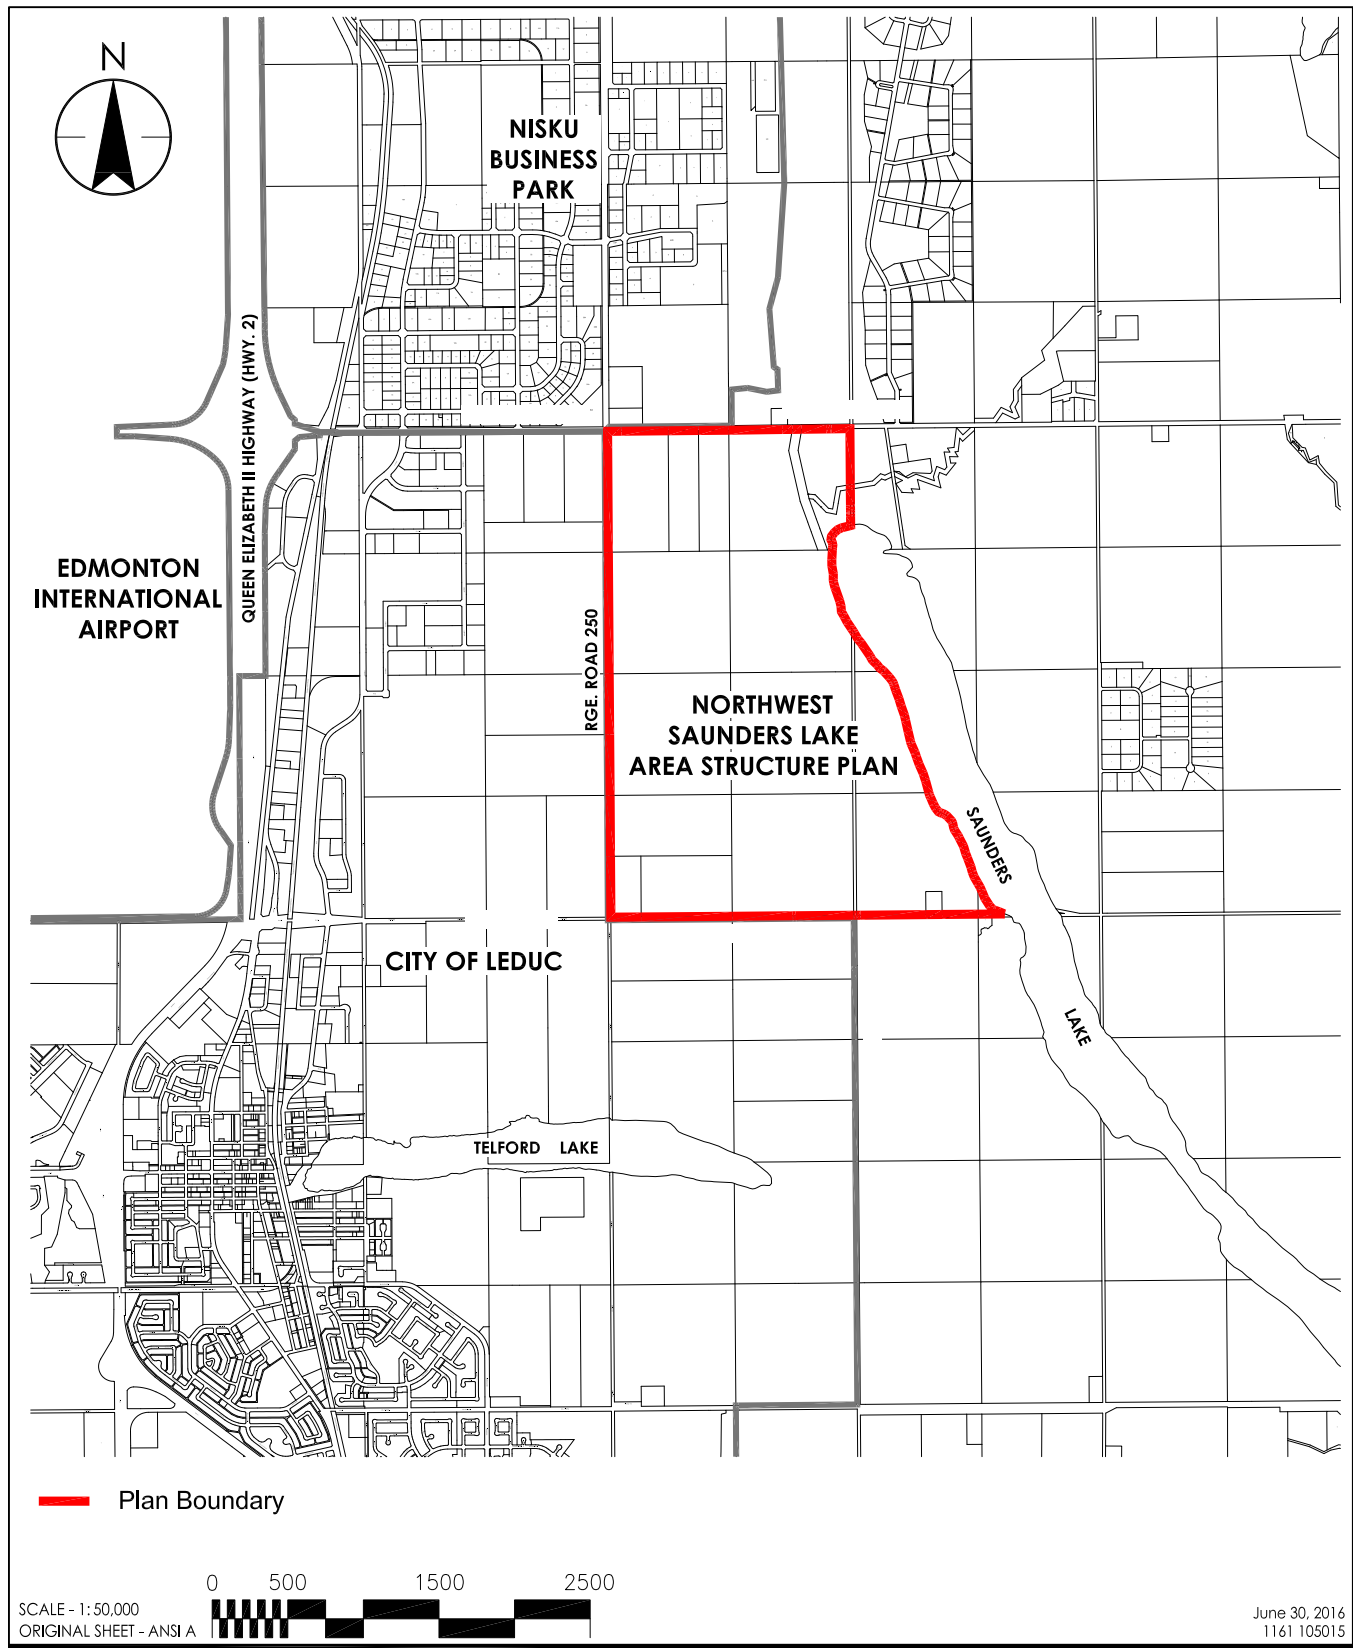 N
NISKU
BUSINESS
PARK
QUEEN ELIZABETH II HIGHWAY (HWY. 2)
EDMONTON
INTERNATIONAL
AIRPORT
RGE. ROAD 250
NORTHWEST
SAUNDERS LAKE
AREA STRUCTURE PLAN
SAUNDERS
CITY OF LEDUC
LAKE
TELFORD LAKE
Plan Boundary
0 500 1500 2500
SCALE - 1:50,000
ORIGINAL SHEET - ANSI A
June 30, 2016
1161 105015